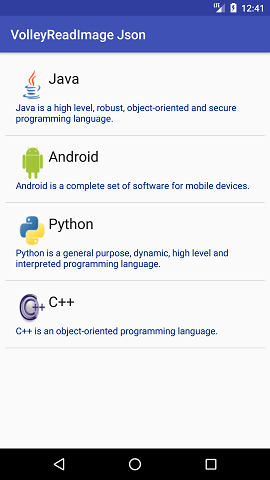 12:41
VolleyReadImage Json
Java
Java is a high level, robust, object-oriented and secure
programming language.
Android
Android is a complete set of software for mobile devices.
Python
Python is a general purpose, dynamic, high level and
interpreted programming language.
C++
C++
C++ is an object-oriented programming language.